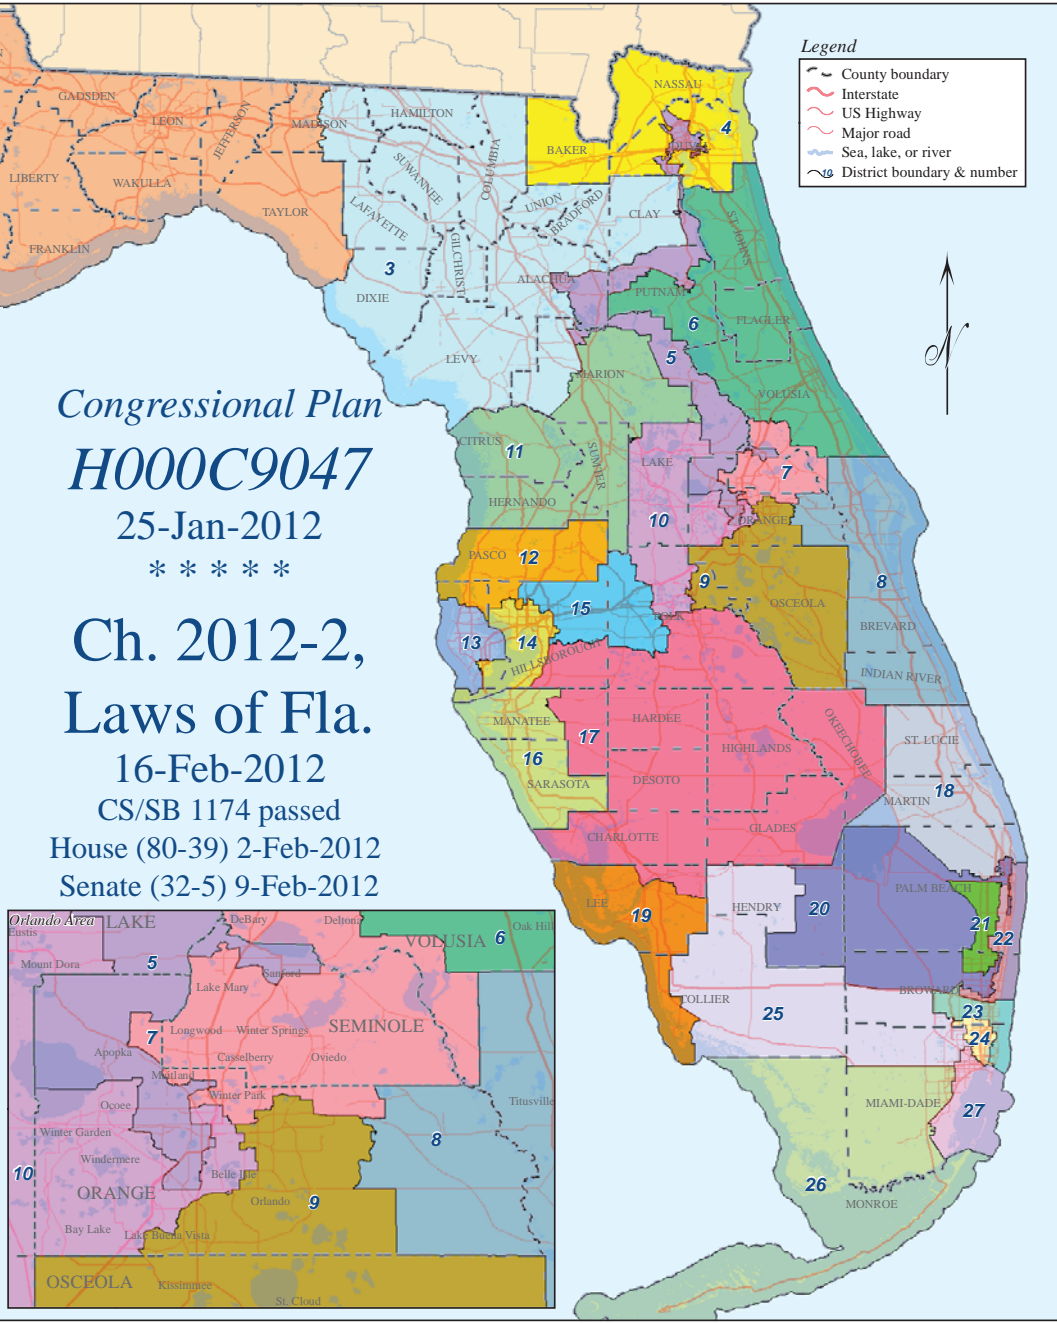 Legend
County boundary
Interstate
US Highway
Major road
Sea, lake, or river
10 District boundary & number
N
NASSAU
4
DUVAL
BAKER
GADSDEN
LEON
JEFFERSON
MADISON
HAMILTON
COLUMBIA
SUWANNEE
LIBERTY
WAKULLA
TAYLOR
FRANKLIN
LAFAYETTE
UNION
BRADFORD
CLAY
ST. JOHNS
3
DIXIE
GILCHRIST
ALACHUA
PUTNAM
6
FLAGLER
5
LEVY
MARION
VOLUSIA
Congressional Plan
H000C9047
25-Jan-2012
* * * * *
Ch. 2012-2,
Laws of Fla.
16-Feb-2012
CS/SB 1174 passed
House (80-39) 2-Feb-2012
Senate (32-5) 9-Feb-2012
CITRUS
11
SUMTER
LAKE
7
HERNANDO
10
ORANGE
PASCO
12
9
OSCEOLA
8
15
POLK
BREVARD
13
14
HILLSBOROUGH
INDIAN RIVER
MANATEE
HARDEE
OKEECHOBEE
ST. LUCIE
17
HIGHLANDS
16
SARASOTA
DESOTO
18
MARTIN
CHARLOTTE
GLADES
LEE
19
HENDRY
20
PALM BEACH
21
22
COLLIER
25
BROWARD
23
24
MIAMI-DADE
27
26
MONROE
Orlando Area
LAKE
DeBary
Deltona
Oak Hill
Eustis
VOLUSIA
6
Mount Dora
5
Sanford
Lake Mary
7
Longwood
Winter Springs
SEMINOLE
Apopka
Casselberry
Oviedo
Maitland
Winter Park
Ocoee
Titusville
Winter Garden
8
Windermere
10
Belle Isle
ORANGE
Orlando
9
Bay Lake
Lake Buena Vista
OSCEOLA
Kissimmee
St. Cloud